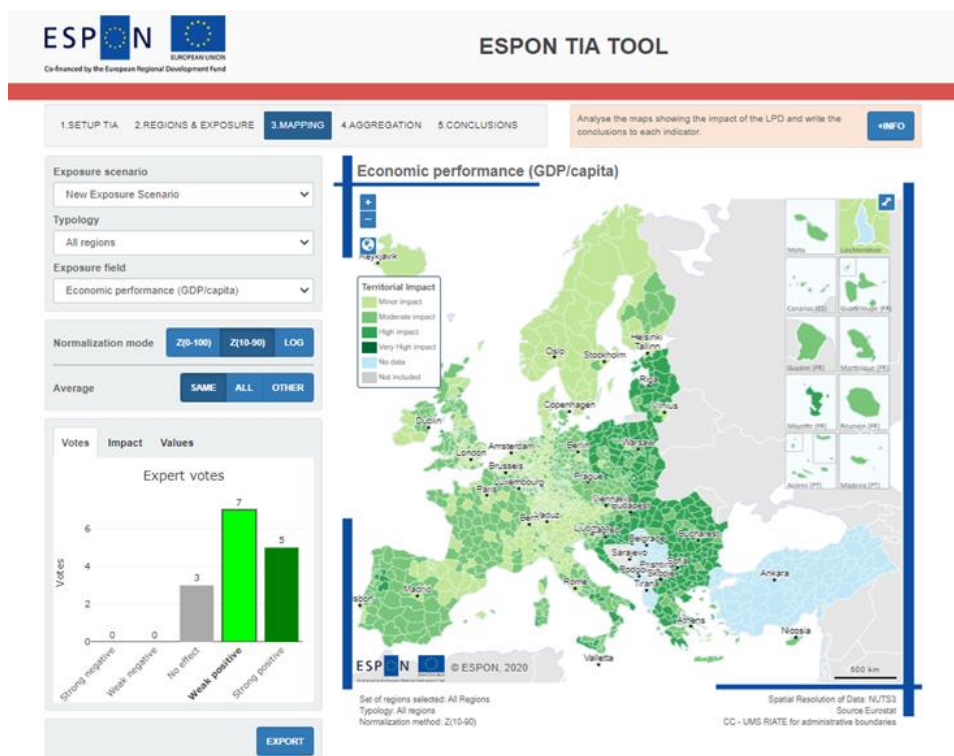 ESPON
EUROPEAN UNION
Co-financed by the European Regional Development Fund
ESPON TIA TOOL
1.SETUP TIA 2.REGIONS & EXPOSURE 3.MAPPING 4.AGGREGATION 5.CONCLUSIONS
Analyse the maps showing the impact of the LPD and write the
conclusions to each indicator.
+INFO
Exposure scenario
New Exposure Scenario
Typology
All regions
Exposure field
Economic performance (GDP/capita)
Normalization mode Z(0-100) Z(10-90) LOG
Average SAME ALL OTHER
Votes Impact Values
Expert votes
Votes
6
4
2
0
0
0
3
7
5
Strong negative
Weak negative
No effect
Weak positive
Strong positive
EXPORT
Economic performance (GDP/capita)
+
−
Reykjavik
Territorial Impact
Minor impact
Moderate impact
High impact
Very High impact
No data
Not included
Oslo
Stockholm
Helsinki
Tallinn
Riga
Vilnius
Copenhagen
Dublin
London
Amsterdam
Berlin
Warsaw
Brussels
Luxembourg
Prague
Paris
Budapest
Bern
Vaduz
Belgrade
Bucharest
Sarajevo
Rome
Tirana
Madrid
Ankara
Athens
Nicosia
Valletta
Malta
Liechtenstein
Canarias (ES)
Guadeloupe (FR)
Guyane (FR)
Martinique (FR)
Mayotte (FR)
Reunion (FR)
Acores (PT)
Madeira (PT)
ESPON
© ESPON, 2020
500 km
Set of regions selected: All Regions
Typology: All regions
Normalization method: Z(10-90)
Spatial Resolution of Data: NUTS3
Source Eurostat
CC - UMS RIATE for administrative boundaries